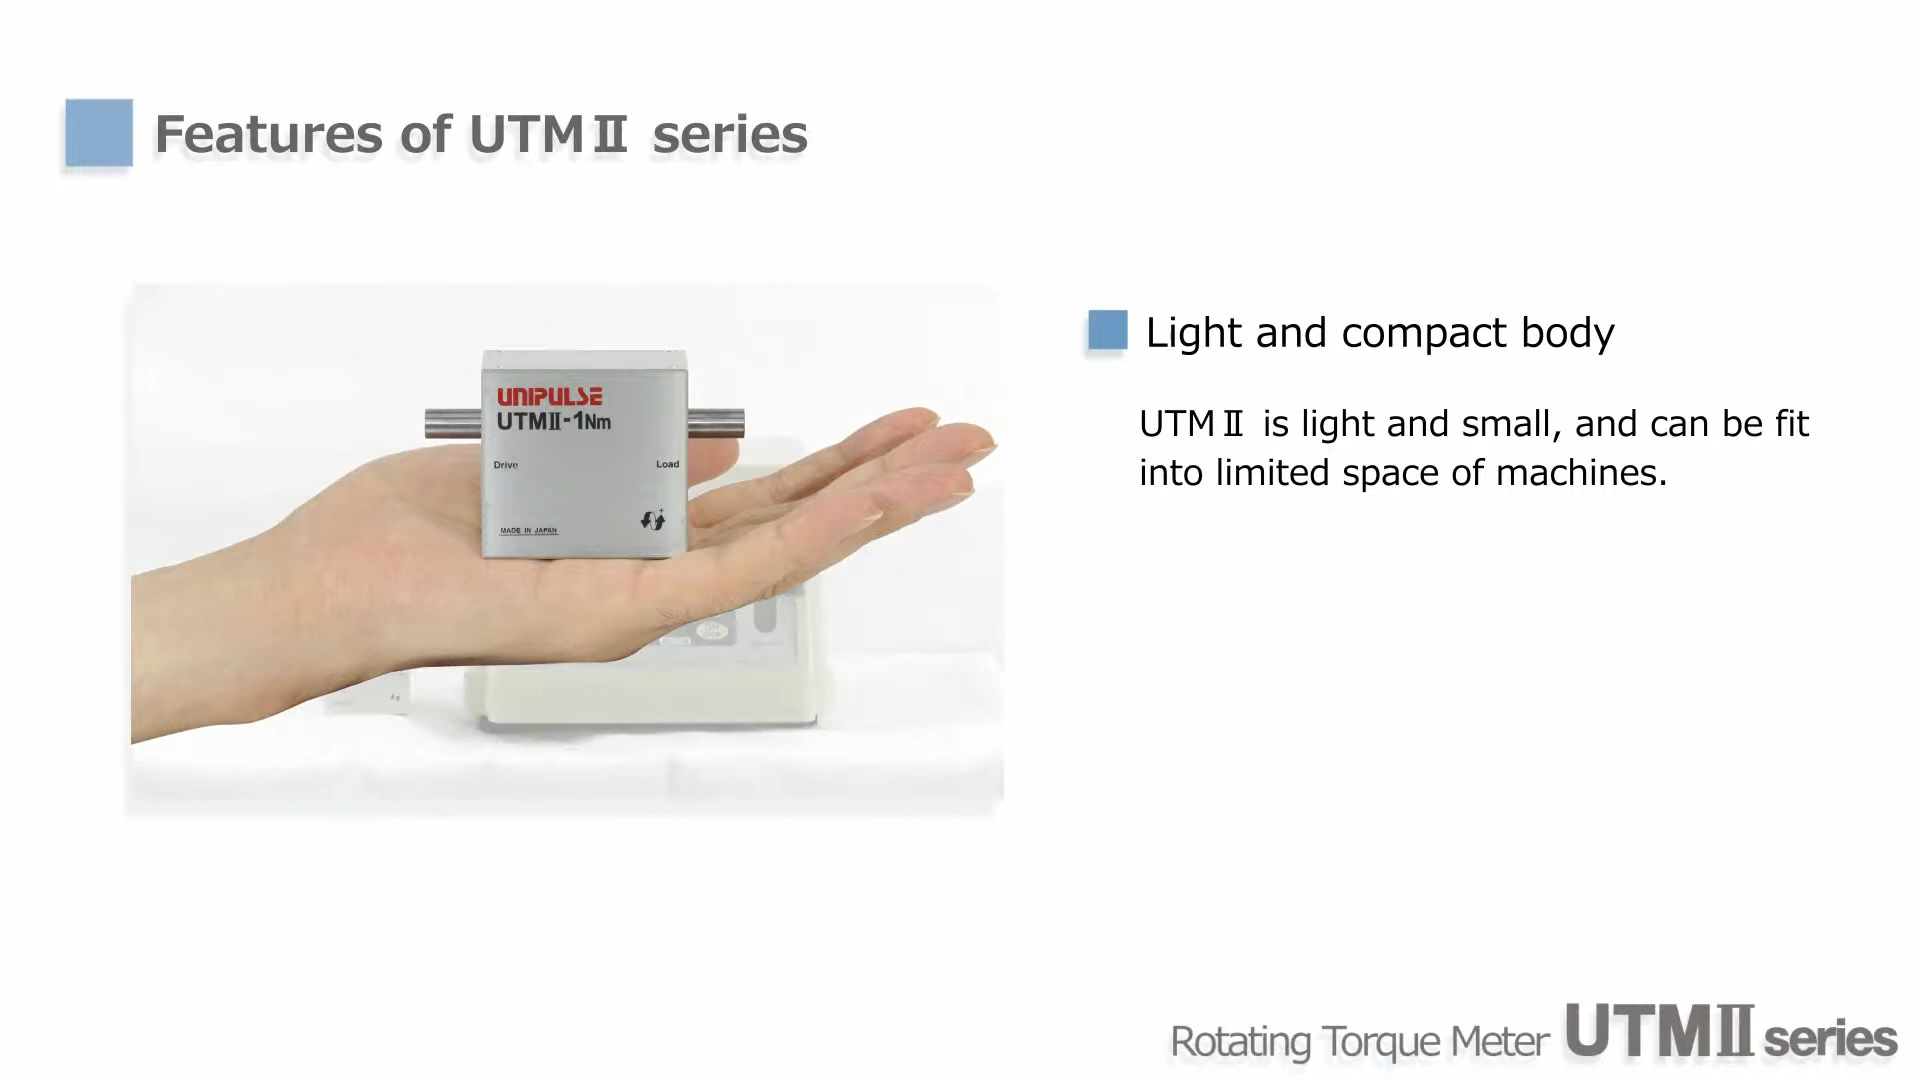 Features of UTMⅡ series
UNIPULSE
UTMⅡ-1Nm
Drive
Load
MADE IN JAPAN
Light and compact body
UTMⅡ is light and small, and can be fit
into limited space of machines.
Rotating Torque Meter UTMⅡ series